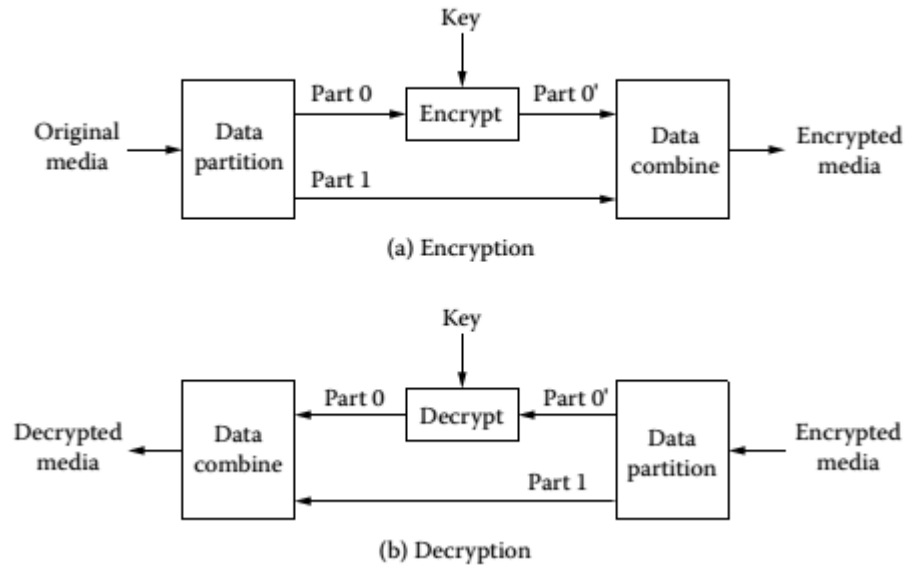 Key
Part 0
Encrypt
Part 0'
Original
media
Data
partition
Part 1
Data
combine
Encrypted
media
(a) Encryption
Key
Part 0
Decrypt
Part 0'
Decrypted
media
Data
combine
Part 1
Data
partition
Encrypted
media
(b) Decryption